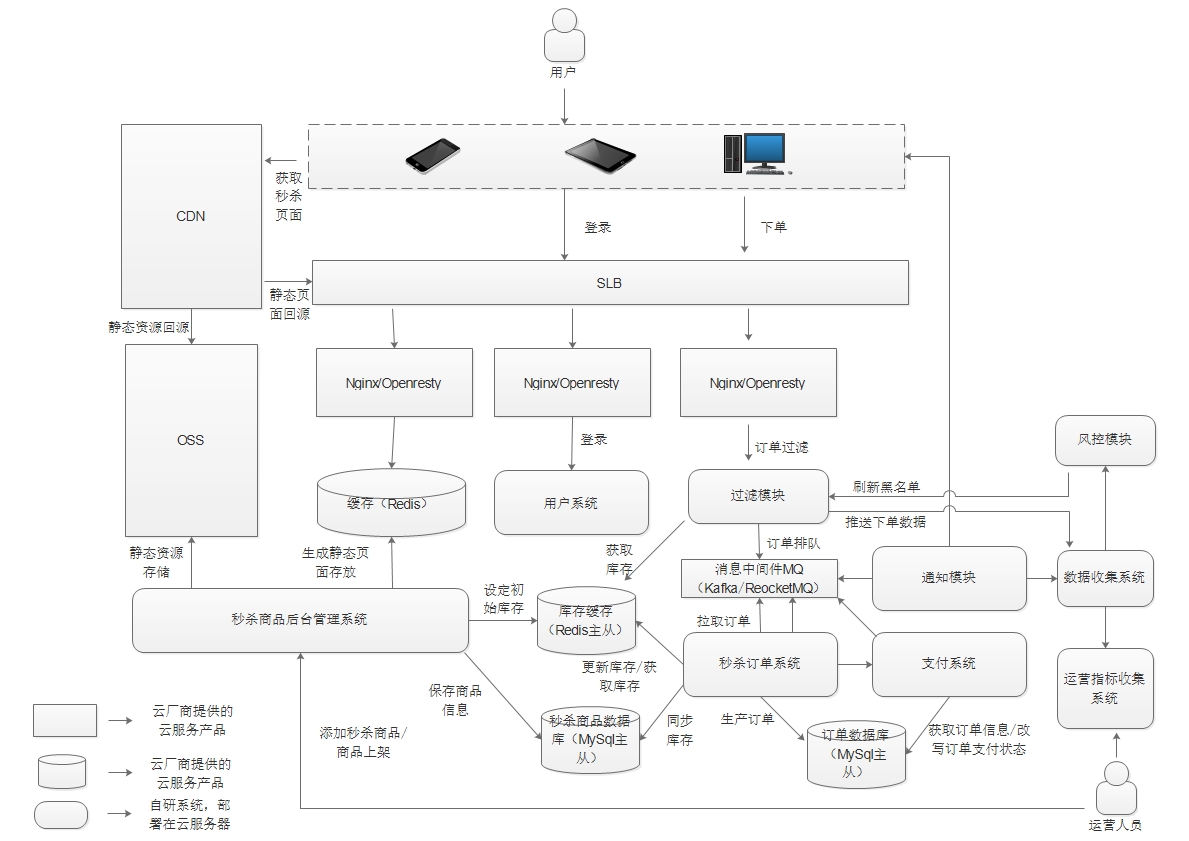 用户
CDN
获取
秒杀
页面
登录
下单
SLB
静态页
面回源
静态资源回源
OSS
Nginx/Openresty
Nginx/Openresty
Nginx/Openresty
登录
订单过滤
风控模块
缓存（Redis）
用户系统
过滤模块
刷新黑名单
推送下单数据
静态资源
存储
生成静态页
面存放
获取
库存
订单排队
消息中间件MQ
（Kafka/ReocketMQ）
通知模块
数据收集系统
秒杀商品后台管理系统
设定初
始库存
库存缓存
（Redis主从）
拉取订单
更新库存/获
取库存
秒杀订单系统
支付系统
运营指标收集
系统
保存商品
信息
秒杀商品数据
库（MySql主
从）
同步
库存
生产订单
订单数据库
（MySql主
从）
获取订单信息/改
写订单支付状态
添加秒杀商品/
商品上架
云厂商提供的
云服务产品
云厂商提供的
云服务产品
自研系统，部
署在云服务器
运营人员